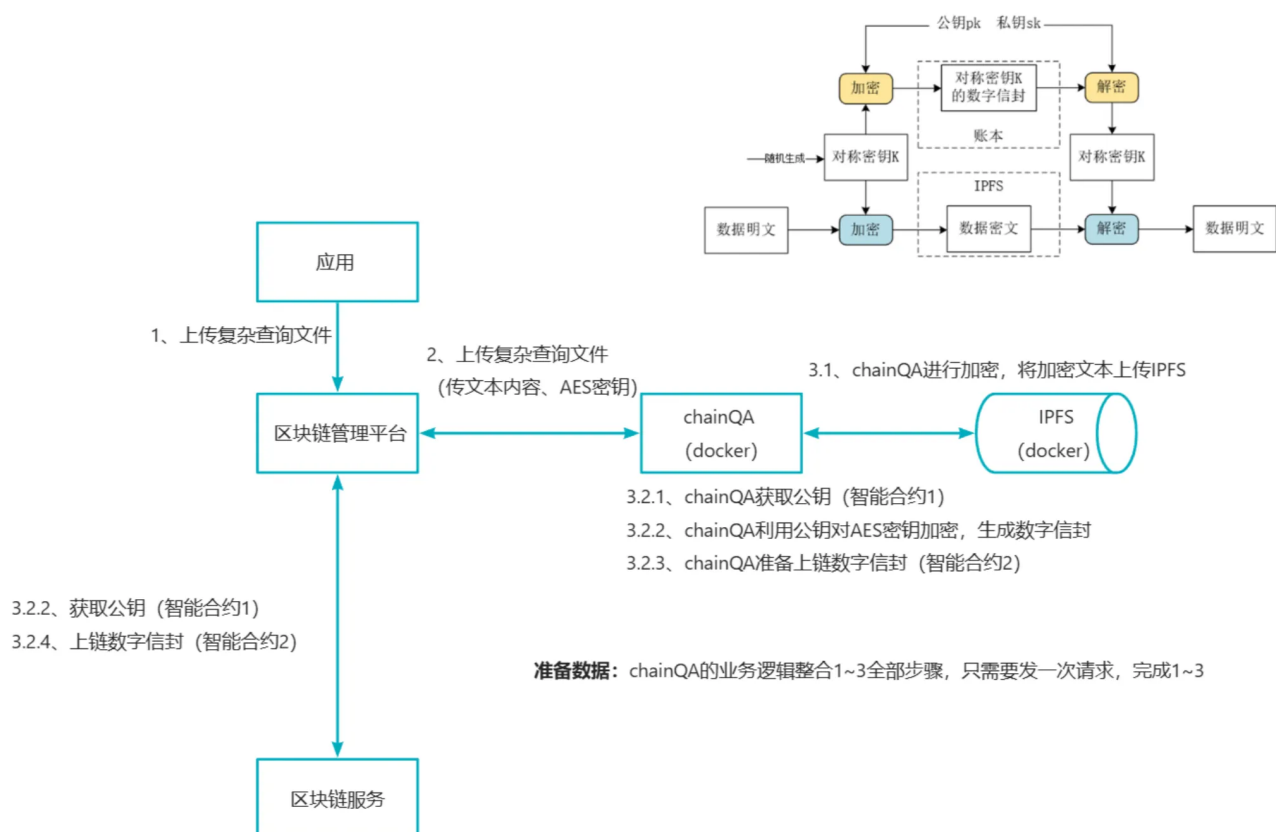 公钥pk 私钥sk
加密
对称密钥K
的数字信封
解密
账本
随机生成
对称密钥K
对称密钥K
IPFS
数据明文
加密
数据密文
解密
数据明文
应用
1、上传复杂查询文件
2、上传复杂查询文件
（传文本内容、AES密钥）
3.1、chainQA进行加密，将加密文本上传IPFS
区块链管理平台
chainQA
（docker）
IPFS
（docker）
3.2.1、chainQA获取公钥（智能合约1）
3.2.2、chainQA利用公钥对AES密钥加密，生成数字信封
3.2.3、chainQA准备上链数字信封（智能合约2）
3.2.2、获取公钥（智能合约1）
3.2.4、上链数字信封（智能合约2）
准备数据：chainQA的业务逻辑整合1~3全部步骤，只需要发一次请求，完成1~3
区块链服务